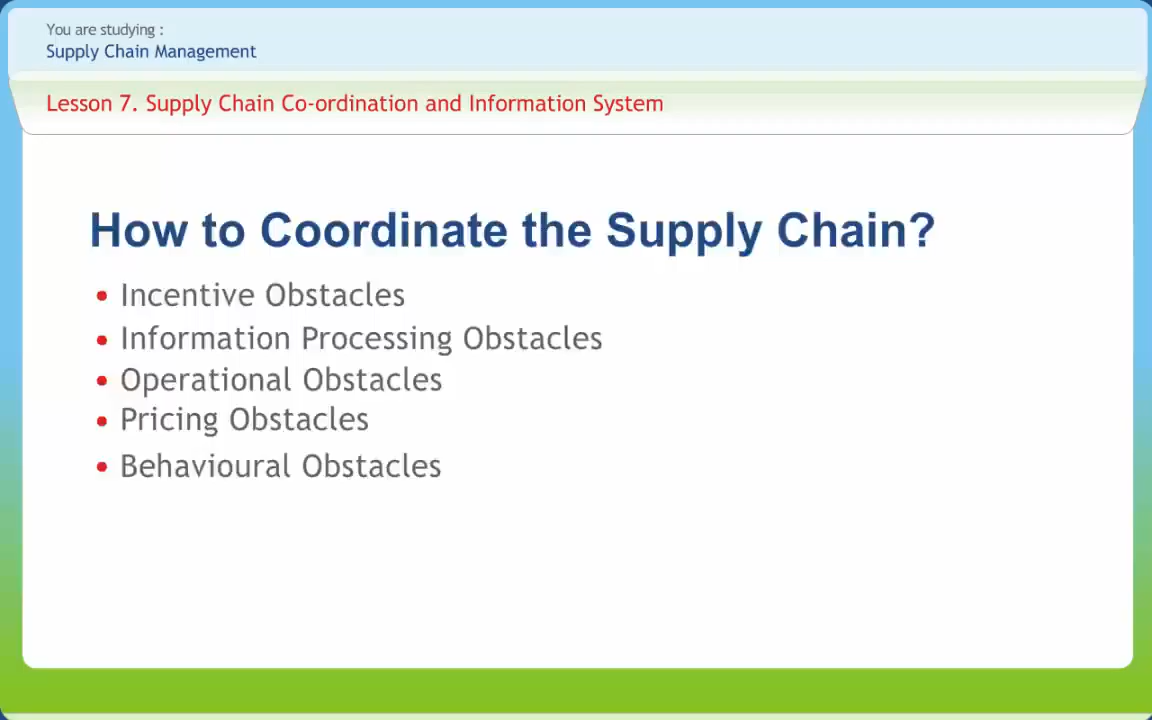 You are studying :
Supply Chain Management
Lesson 7. Supply Chain Co-ordination and Information System
How to Coordinate the Supply Chain?
• Incentive Obstacles
• Information Processing Obstacles
• Operational Obstacles
• Pricing Obstacles
• Behavioural Obstacles